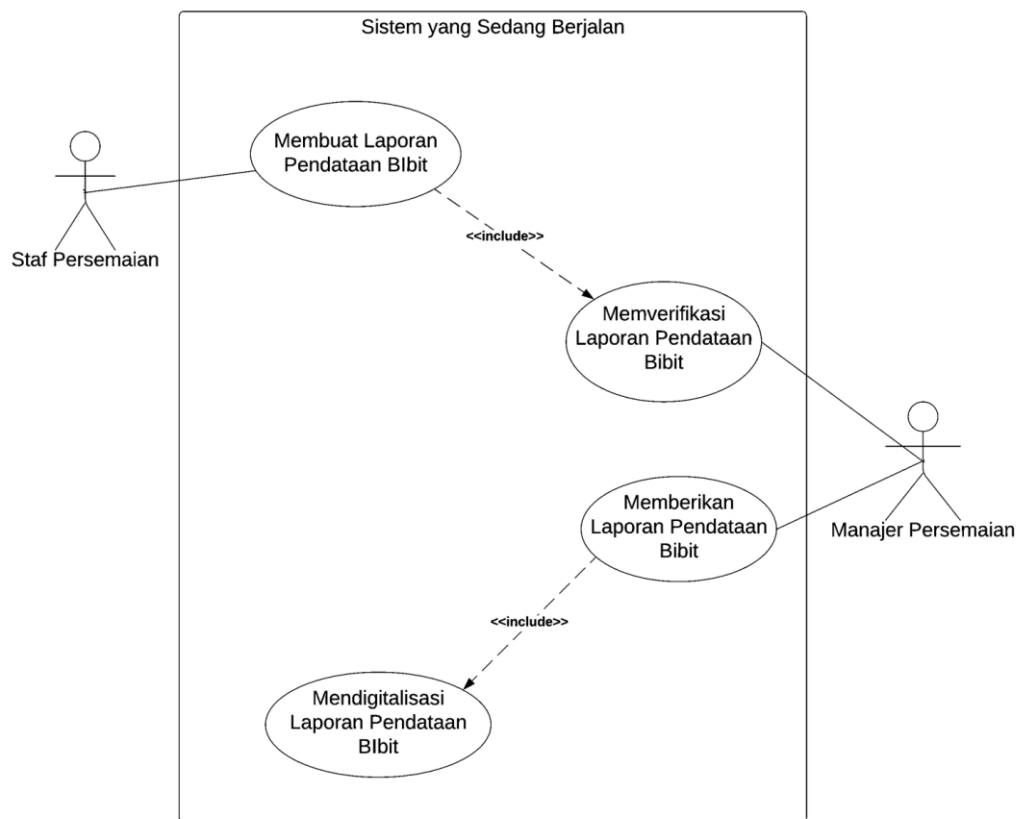 Sistem yang Sedang Berjalan
Membuat Laporan
Pendataan BIbit
Staf Persemaian
<<include>>
Memverifikasi
Laporan Pendataan
Bibit
Memberikan
Laporan Pendataan
Bibit
Manajer Persemaian
<<include>>
Mendigitalisasi
Laporan Pendataan
BIbit